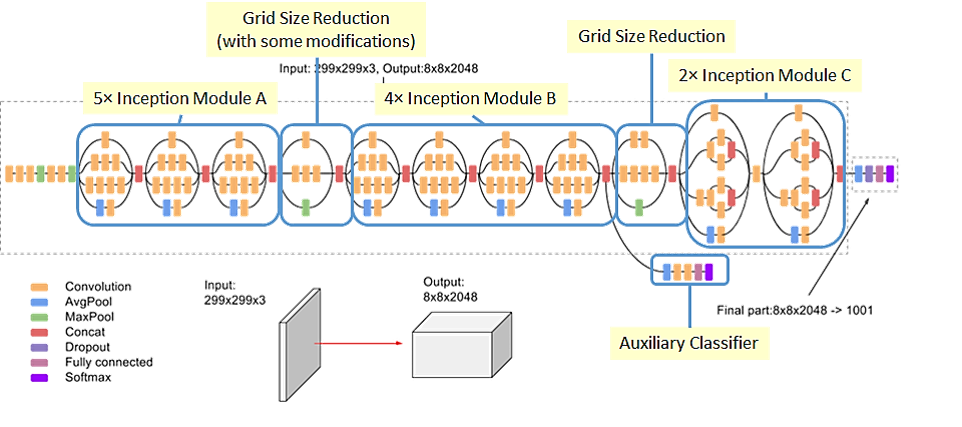 Grid Size Reduction
(with some modifications)
Grid Size Reduction
Input: 299x299x3, Output:8x8x2048
2× Inception Module C
5× Inception Module A
4× Inception Module B
Convolution
AvgPool
MaxPool
Concat
Dropout
Fully connected
Softmax
Input:
299x299x3
Output:
8x8x2048
Final part:8x8x2048 -> 1001
Auxiliary Classifier